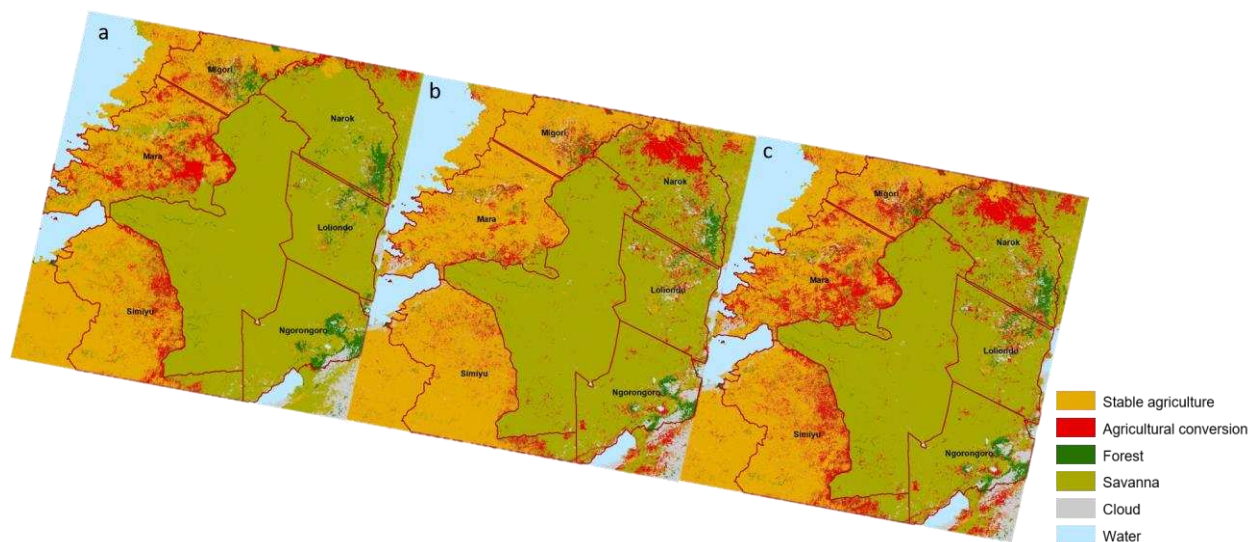 a
Migori
Narok
Mara
Loliondo
Simiyu
Ngorongoro
b
Migori
Narok
Mara
Loliondo
Simiyu
Ngorongoro
c
Migori
Narok
Mara
Loliondo
Simiyu
Ngorongoro
Stable agriculture
Agricultural conversion
Forest
Savanna
Cloud
Water